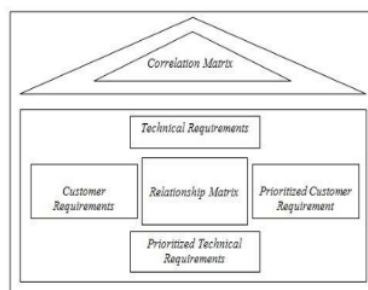 Correlation Matrix
Technical Requirements
Customer
Requirements
Relationship Matrix
Prioritized Customer
Requirement
Prioritized Technical
Requirements